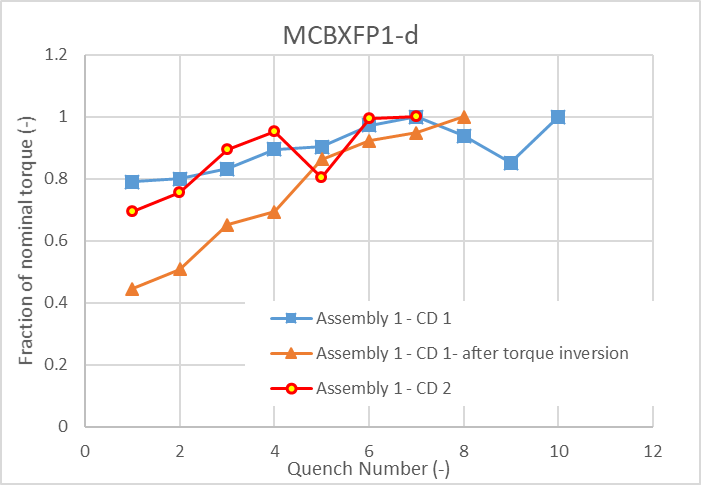 MCBXFP1-d
Fraction of nominal torque (-)
1.2
1
0.8
0.6
0.4
0.2
0
0 2 4 6 8 10 12
Quench Number (-)
Assembly 1 - CD 1
Assembly 1 - CD 1- after torque inversion
Assembly 1 - CD 2